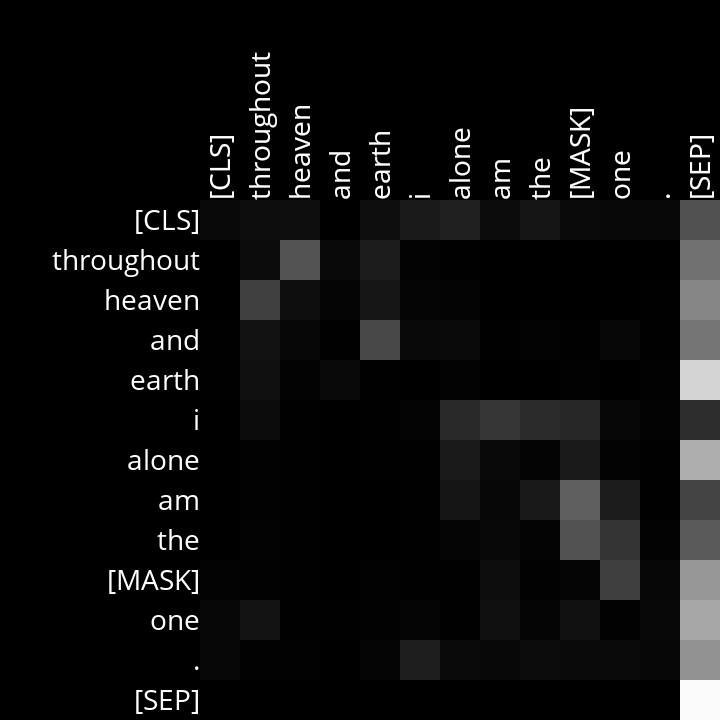 [CLS] throughout heaven and earth i alone am the [MASK] one . [SEP]
[CLS]
throughout
heaven
and
earth
i
alone
am
the
[MASK]
one
.
[SEP]